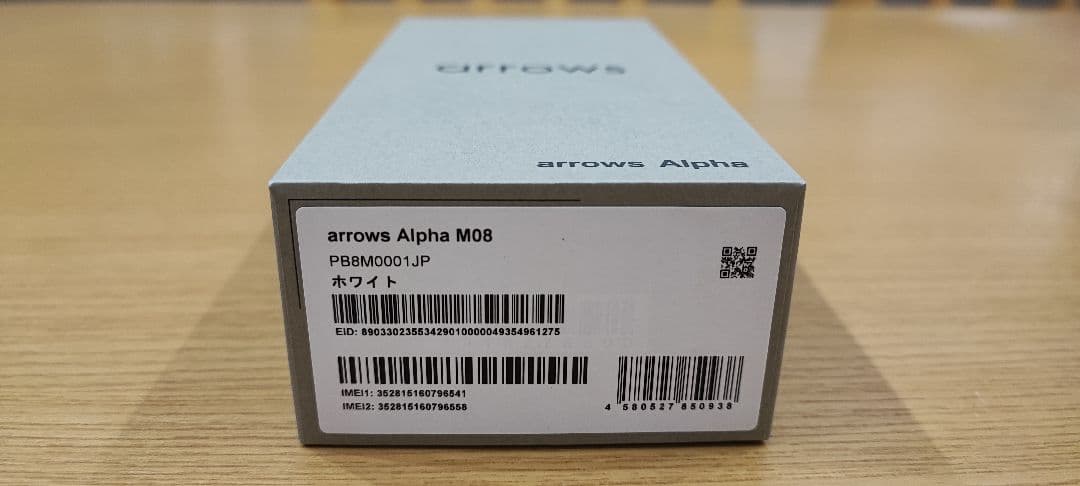 arrows
arrows Alpha
arrows Alpha M08
PB8M0001JP
ホワイト
EID: 89033023553429010000049354961275
IMEI1: 352815160796541
IMEI2: 352815160796558
4 580527 850938